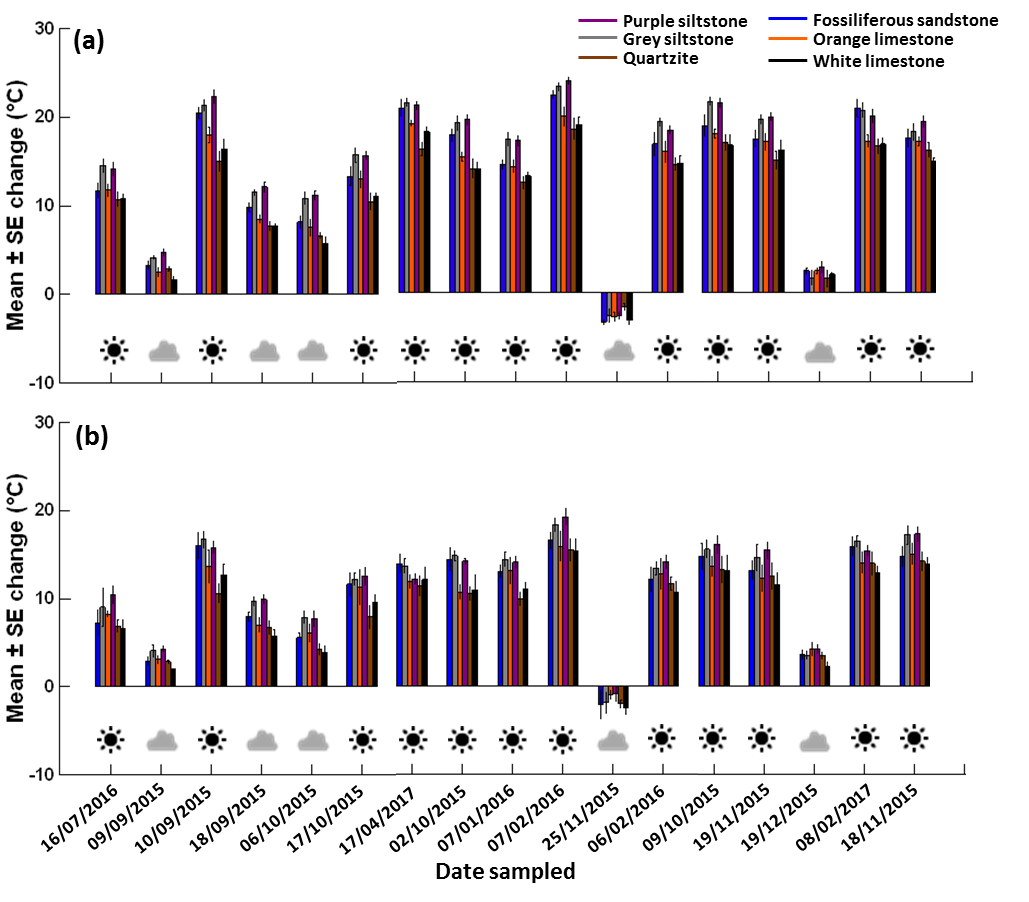 (a)
Purple siltstone
Grey siltstone
Quartzite
Fossiliferous sandstone
Orange limestone
White limestone
Mean ± SE change (°C)
30
20
10
0
-10
(b)
Mean ± SE change (°C)
30
20
10
0
-10
16/07/2016
09/09/2015
10/09/2015
18/09/2015
06/10/2015
17/10/2015
17/04/2017
02/10/2015
07/01/2016
07/02/2016
25/11/2015
06/02/2016
09/10/2015
19/11/2015
19/12/2015
08/02/2017
18/11/2015
Date sampled